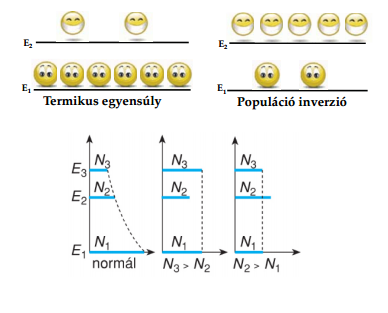 E2
E2
E1
E1
Termikus egyensúly
Populáció inverzió
N3
N3
N3
E3
E2
N2
N2
N2
E1
N1
N1
N1
normál
N3 > N2
N2 > N1